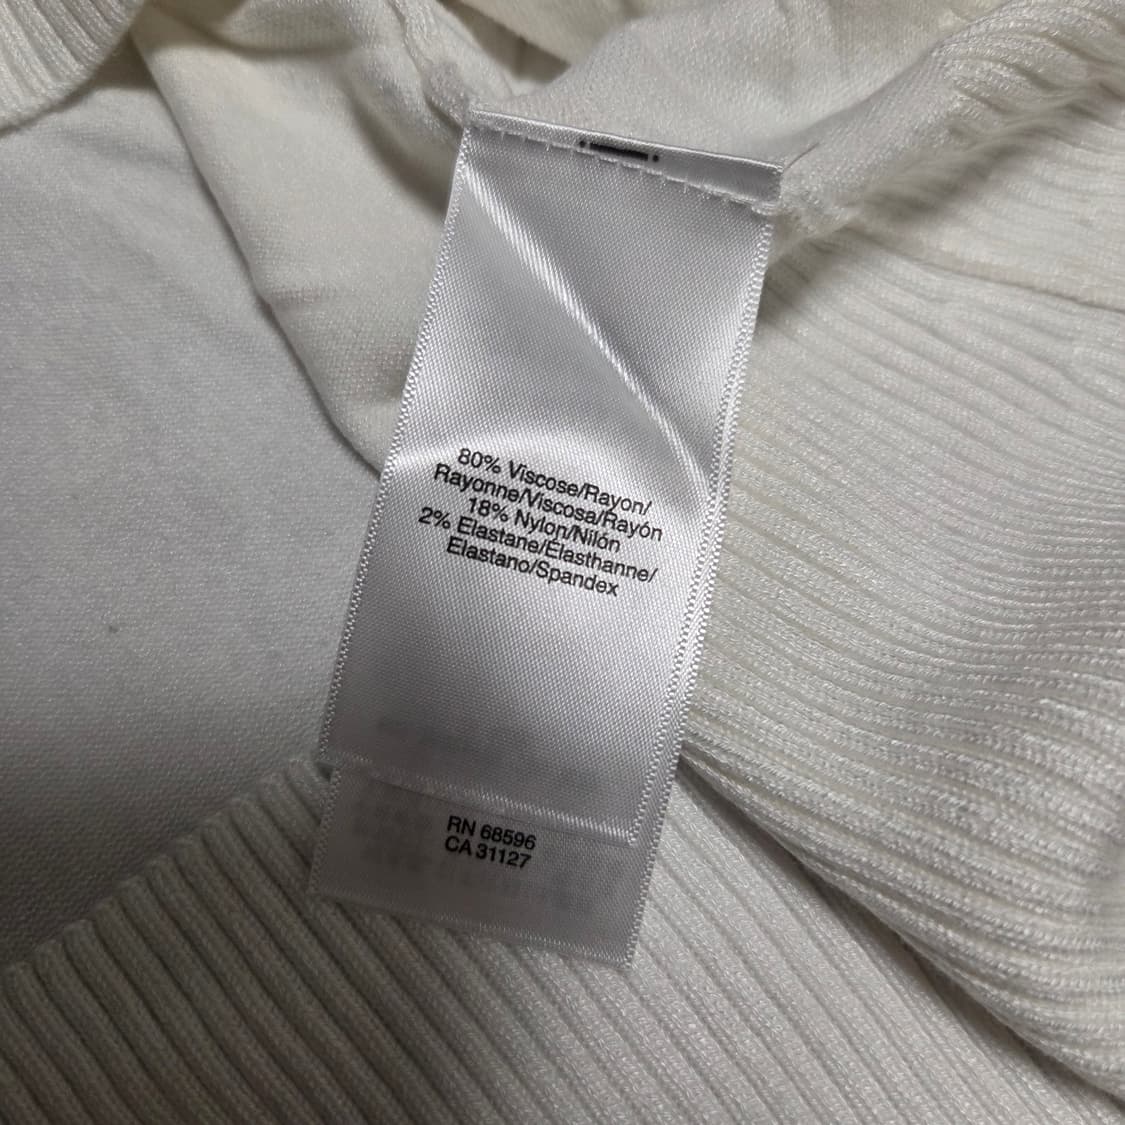 80% Viscose/Rayon/
Rayonne/Viscosa/Rayón
18% Nylon/Nilón
2% Elastane/Élasthanne/
Elastano/Spandex
RN 68596
CA 31127